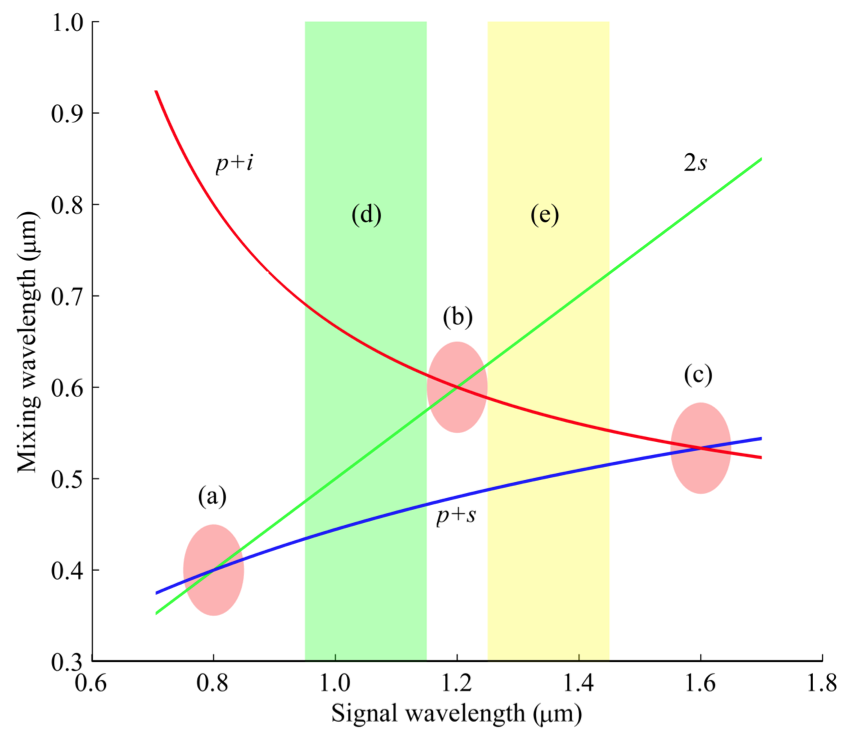 1.0
0.9
0.8
0.7
0.6
0.5
0.4
0.3
Mixing wavelength (μm)
p+i
2s
(d)
(e)
(b)
(c)
(a)
p+s
0.6 0.8 1.0 1.2 1.4 1.6 1.8
Signal wavelength (μm)